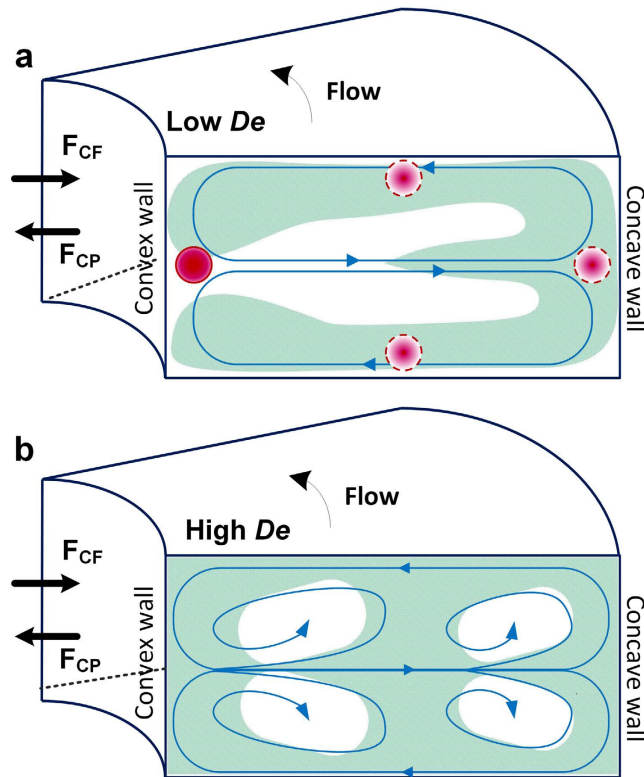 a
Flow
Low De
FCF
FCP
Convex wall
Concave wall
b
Flow
High De
FCF
FCP
Convex wall
Concave wall